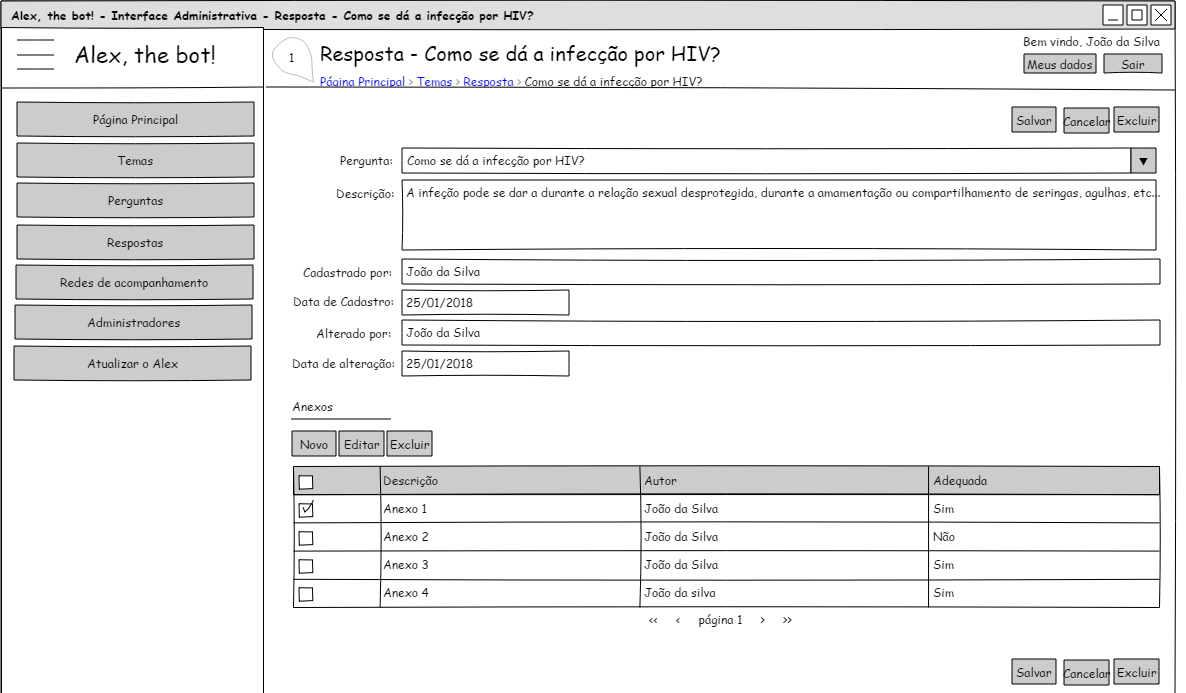 Alex, the bot! - Interface Administrativa - Resposta - Como se dá a infecção por HIV?
Alex, the bot!
1
Resposta - Como se dá a infecção por HIV?
Página Principal > Temas > Resposta > Como se dá a infecção por HIV?
Bem vindo, João da Silva
Meus dados Sair
Página Principal
Temas
Perguntas
Respostas
Redes de acompanhamento
Administradores
Atualizar o Alex
Salvar Cancelar Excluir
Pergunta: Como se dá a infecção por HIV? ▼
Descrição: A infeção pode se dar a durante a relação sexual desprotegida, durante a amamentação ou compartilhamento de seringas, agulhas, etc...
Cadastrado por: João da Silva
Data de Cadastro: 25/01/2018
Alterado por: João da Silva
Data de alteração: 25/01/2018
Anexos
Novo Editar Excluir
Descrição Autor Adequada
Anexo 1 João da Silva Sim
Anexo 2 João da Silva Não
Anexo 3 João da Silva Sim
Anexo 4 João da silva Sim
<< < página 1 > >>
Salvar Cancelar Excluir